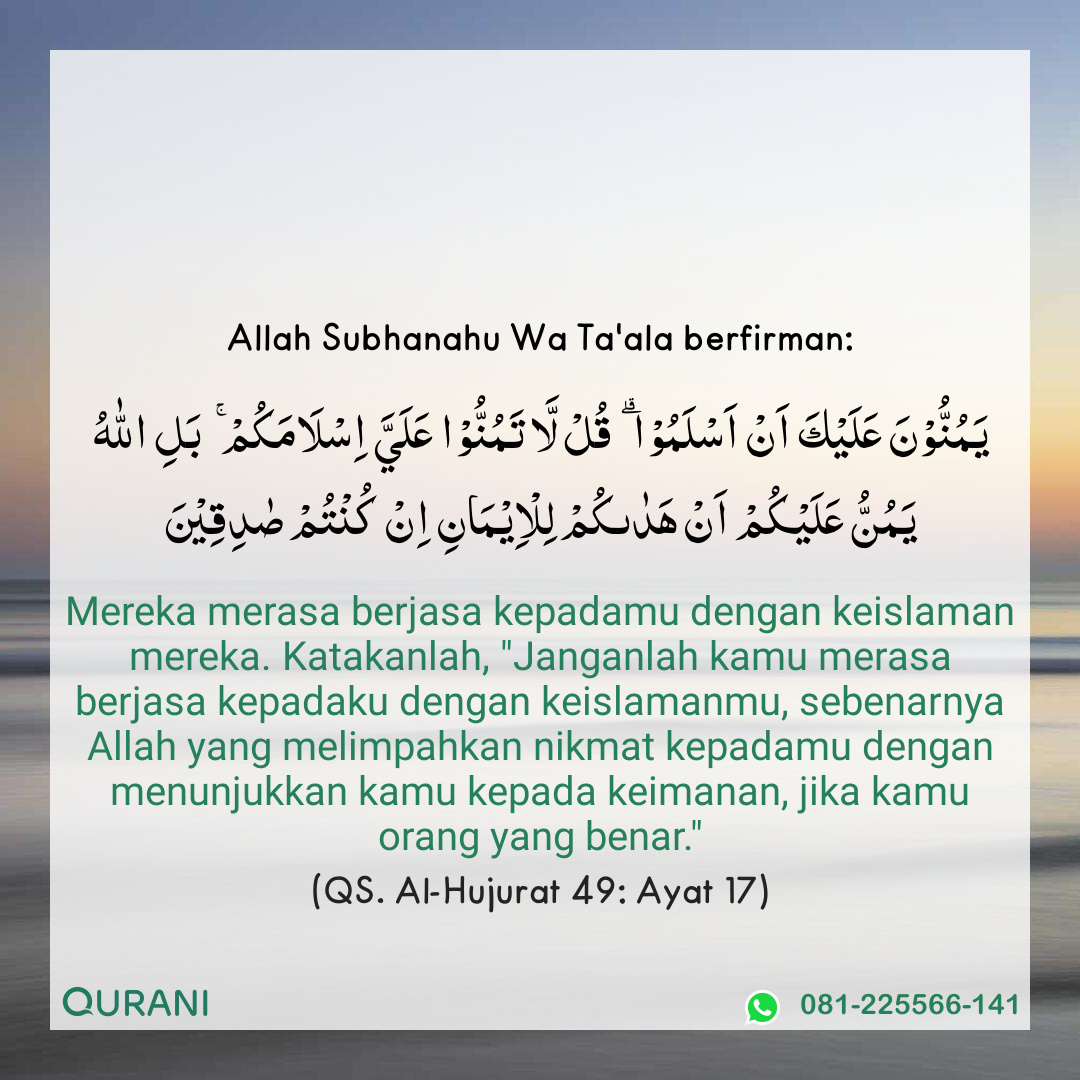 Allah Subhanahu Wa Ta'ala berfirman:
يَمُنُّوْنَ عَلَيْكَ اَنْ اَسْلَمُوْا ۗ قُلْ لَّا تَمُنُّوْا عَلَيَّ اِسْلَامَكُمْ ۚ بَلِ اللّٰهُ
يَمُنُّ عَلَيْكُمْ اَنْ هَدٰٮكُمْ لِلْاِيْمَانِ اِنْ كُنْتُمْ صٰدِقِيْنَ
Mereka merasa berjasa kepadamu dengan keislaman
mereka. Katakanlah, "Janganlah kamu merasa
berjasa kepadaku dengan keislamanmu, sebenarnya
Allah yang melimpahkan nikmat kepadamu dengan
menunjukkan kamu kepada keimanan, jika kamu
orang yang benar."
(QS. Al-Hujurat 49: Ayat 17)
QURANI
081-225566-141